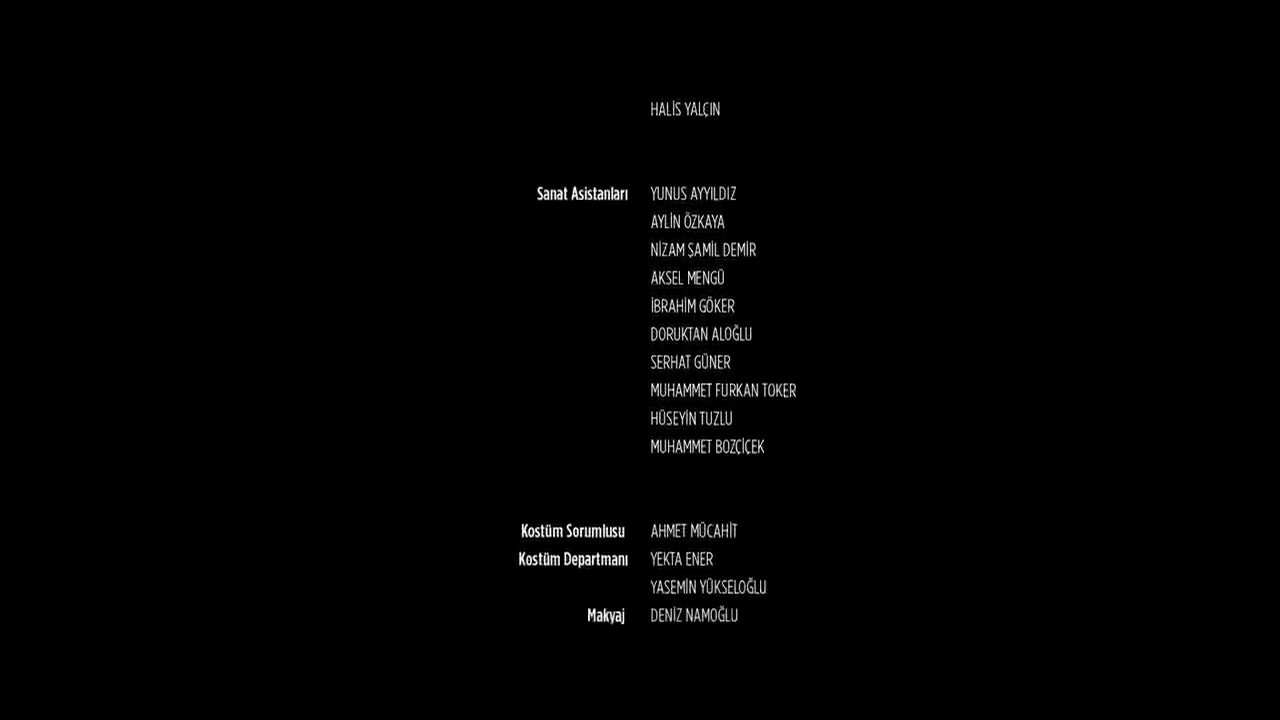 HALİS YALÇIN
Sanat Asistanları YUNUS AYYILDIZ
AYLİN ÖZKAYA
NİZAM ŞAMİL DEMİR
AKSEL MENGÜ
İBRAHİM GÖKER
DORUKTAN ALOĞLU
SERHAT GÜNER
MUHAMMET FURKAN TOKER
HÜSEYİN TUZLU
MUHAMMET BOZÇİÇEK
Kostüm Sorumlusu AHMET MÜCAHİT
Kostüm Departmanı YEKTA ENER
YASEMİN YÜKSELOĞLU
Makyaj DENİZ NAMOĞLU